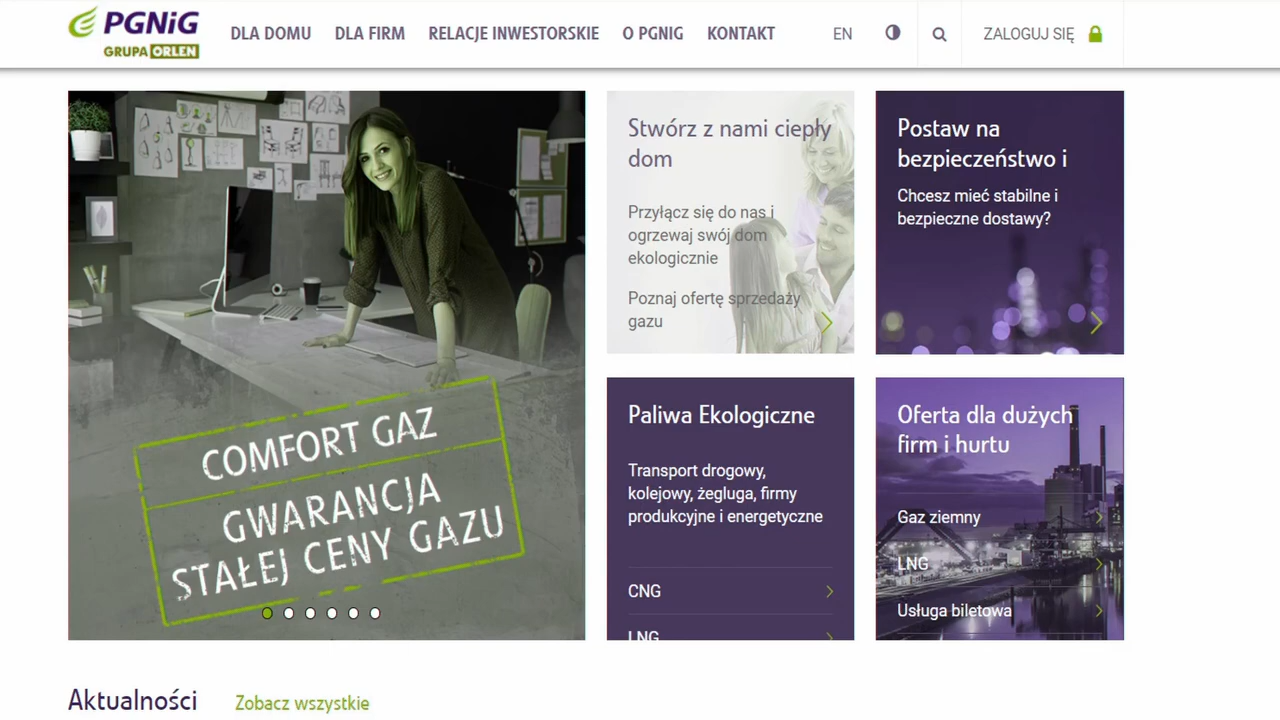 PGNiG
GRUPA ORLEN
DLA DOMU
DLA FIRM
RELACJE INWESTORSKIE
O PGNIG
KONTAKT
EN
ZALOGUJ SIĘ
COMFORT GAZ
GWARANCJA
STAŁEJ CENY GAZU
Stwórz z nami ciepły
dom
Przyłącz się do nas i
ogrzewaj swój dom
ekologicznie
Poznaj ofertę sprzedaży
gazu
Postaw na
bezpieczeństwo i
Chcesz mieć stabilne i
bezpieczne dostawy?
Paliwa Ekologiczne
Transport drogowy,
kolejowy, żegluga, firmy
produkcyjne i energetyczne
CNG
LNG
Oferta dla dużych
firm i hurtu
Gaz ziemny
LNG
Usługa biletowa
Aktualności
Zobacz wszystkie